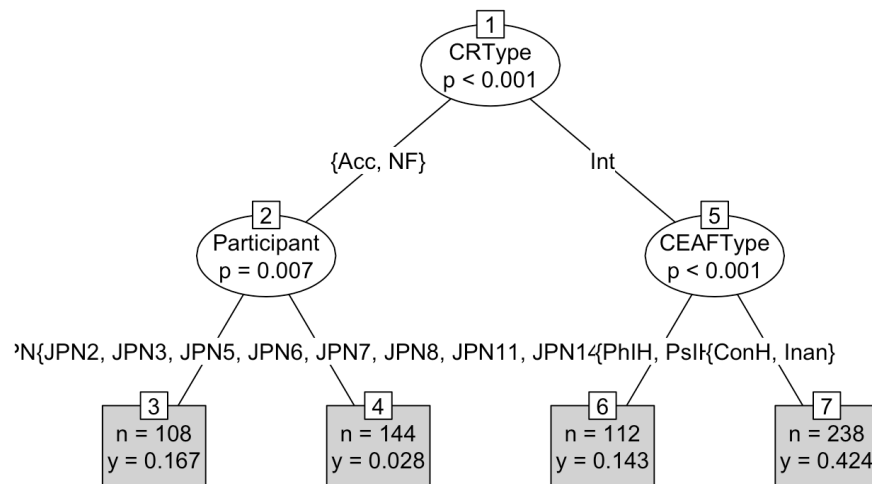 1
CRType
p < 0.001
{Acc, NF}
Int
2
Participant
p = 0.007
5
CEAFType
p < 0.001
{JPN2, JPN3, JPN5, JPN6, JPN7, JPN8, JPN11, JPN14
{PhIH,
{ConH, Inan}
3
n = 108
y = 0.167
4
n = 144
y = 0.028
6
n = 112
y = 0.143
7
n = 238
y = 0.424